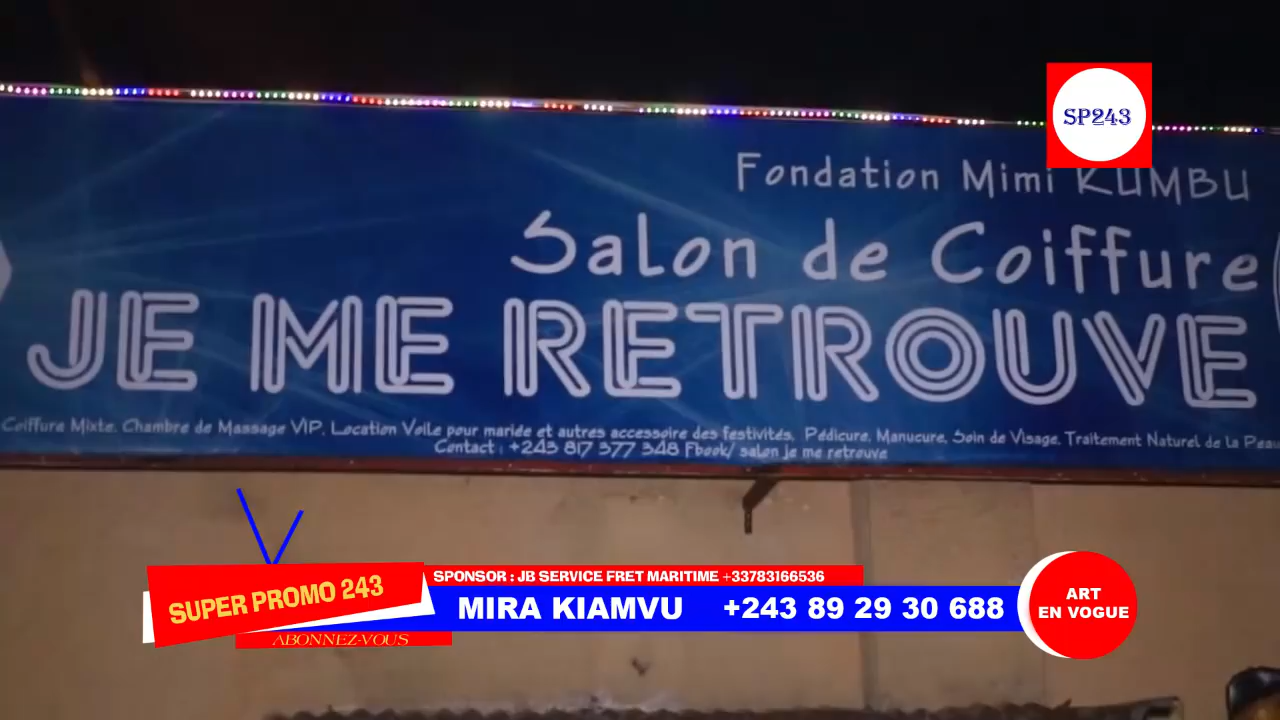 SP243
Fondation Mimi KUMBU
Salon de Coiffure
JE ME RETROUVE
Coiffure Mixte. Chambre de Massage VIP. Location Voile pour mariée et autres accessoire des festivités. Pédicure. Manucure. Soin de Visage. Traitement Naturel de la Peau
Contact : +243 817 377 348 Fbook/ salon je me retrouve
SPONSOR : JB SERVICE FRET MARITIME +33783166536
SUPER PROMO 243
MIRA KIAMVU +243 89 29 30 688
ART
EN VOGUE
ABONNEZ-VOUS